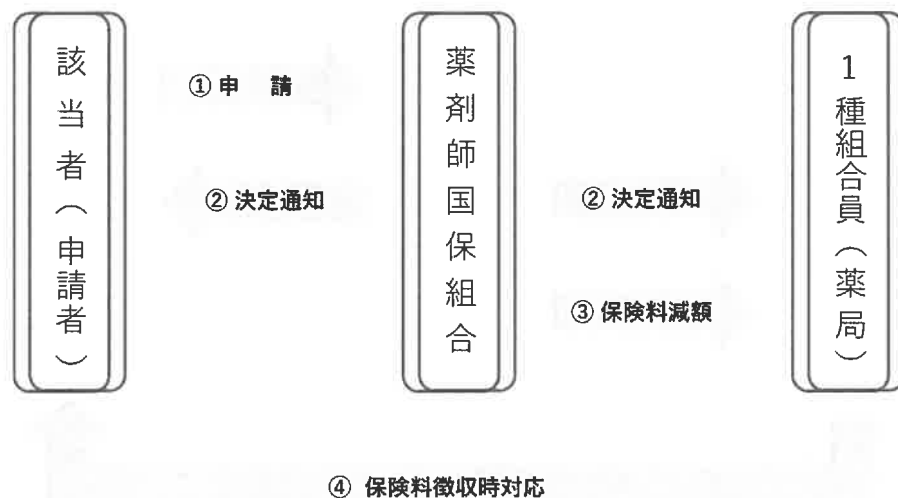 該当者（申請者）
①申　請
②決定通知
薬剤師国保組合
②決定通知
③保険料減額
1種組合員（薬局）
④ 保険料徴収時対応